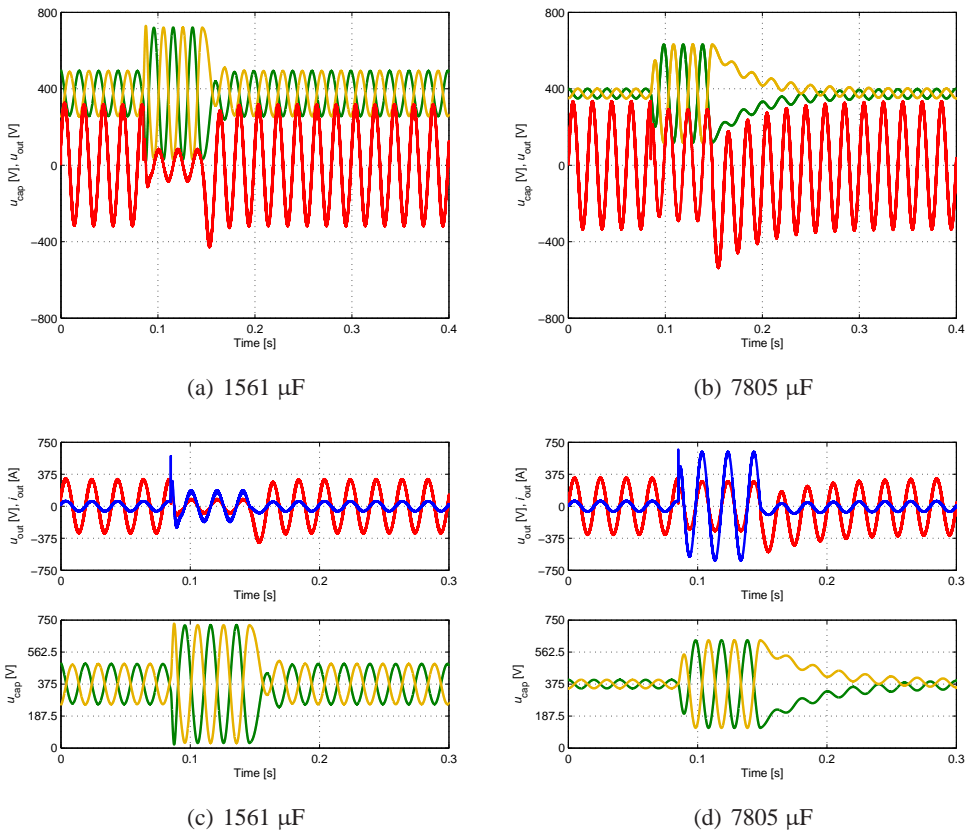 800
400
0
−400
−800
u_cap [V], u_out [V]
0 0.1 0.2 0.3 0.4
Time [s]
(a) 1561 μF
800
400
0
−400
−800
u_cap [V], u_out [V]
0 0.1 0.2 0.3 0.4
Time [s]
(b) 7805 μF
750
375
0
−375
−750
u_out [V], i_out [A]
0 0.1 0.2 0.3
Time [s]
750
562.5
375
187.5
0
u_cap [V]
0 0.1 0.2 0.3
Time [s]
(c) 1561 μF
750
375
0
−375
−750
u_out [V], i_out [A]
0 0.1 0.2 0.3
Time [s]
750
562.5
375
187.5
0
u_cap [V]
0 0.1 0.2 0.3
Time [s]
(d) 7805 μF